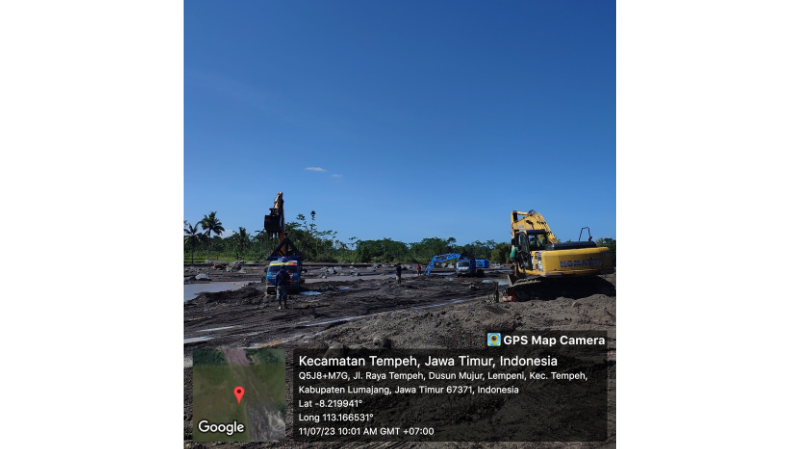 GPS Map Camera
Kecamatan Tempeh, Jawa Timur, Indonesia
Q5J8+M7G, Jl. Raya Tempeh, Dusun Mujur, Lempeni, Kec. Tempeh,
Kabupaten Lumajang, Jawa Timur 67371, Indonesia
Lat -8.219941°
Long 113.166531°
11/07/23 10:01 AM GMT +07:00
Google